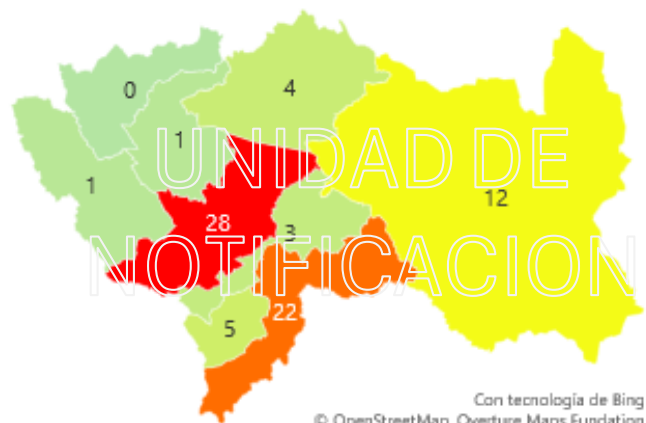 0
4
1
UNIDAD DE
1
12
28
3
NOTIFICACION
22
5
Con tecnología de Bing
© OpenStreetMap, Overture Maps Fundation